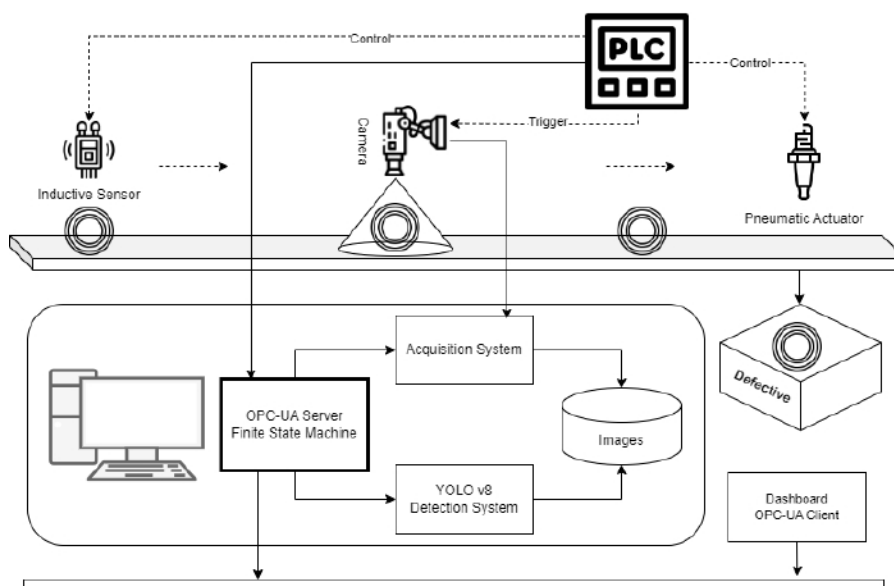 Control
PLC
Control
Trigger
Camera
Inductive Sensor
Pneumatic Actuator
Acquisition System
OPC-UA Server
Finite State Machine
Images
Defective
YOLO v8
Detection System
Dashboard
OPC-UA Client